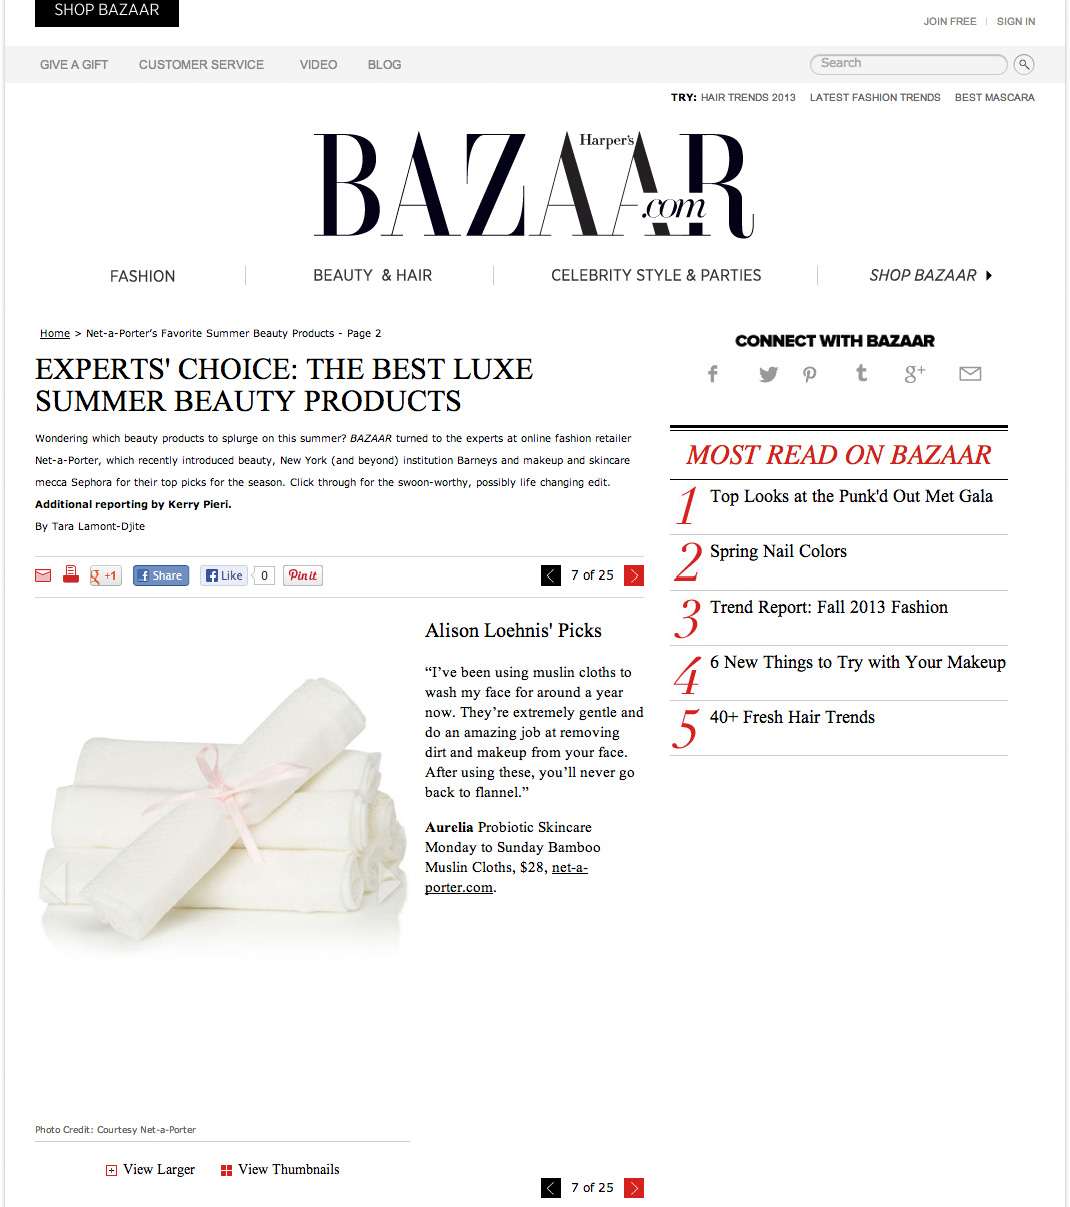 SHOP BAZAAR
JOIN FREE | SIGN IN
GIVE A GIFT CUSTOMER SERVICE VIDEO BLOG
Search
TRY: HAIR TRENDS 2013 LATEST FASHION TRENDS BEST MASCARA
Harper's
BAZAAR
.com
FASHION BEAUTY & HAIR CELEBRITY STYLE & PARTIES SHOP BAZAAR
Home > Net-a-Porter's Favorite Summer Beauty Products - Page 2
EXPERTS' CHOICE: THE BEST LUXE
SUMMER BEAUTY PRODUCTS
Wondering which beauty products to splurge on this summer? BAZAAR turned to the experts at online fashion retailer
Net-a-Porter, which recently introduced beauty, New York (and beyond) institution Barneys and makeup and skincare
mecca Sephora for their top picks for the season. Click through for the swoon-worthy, possibly life changing edit.
Additional reporting by Kerry Pieri.
By Tara Lamont-Djite
g +1 f Share f Like 0 Pin it
7 of 25
Alison Loehnis' Picks
“I’ve been using muslin cloths to
wash my face for around a year
now. They’re extremely gentle and
do an amazing job at removing
dirt and makeup from your face.
After using these, you’ll never go
back to flannel.”
Aurelia Probiotic Skincare
Monday to Sunday Bamboo
Muslin Cloths, $28, net-a-
porter.com.
Photo Credit: Courtesy Net-a-Porter
View Larger View Thumbnails
7 of 25
CONNECT WITH BAZAAR
f t g+
MOST READ ON BAZAAR
1 Top Looks at the Punk'd Out Met Gala
2 Spring Nail Colors
3 Trend Report: Fall 2013 Fashion
4 6 New Things to Try with Your Makeup
5 40+ Fresh Hair Trends